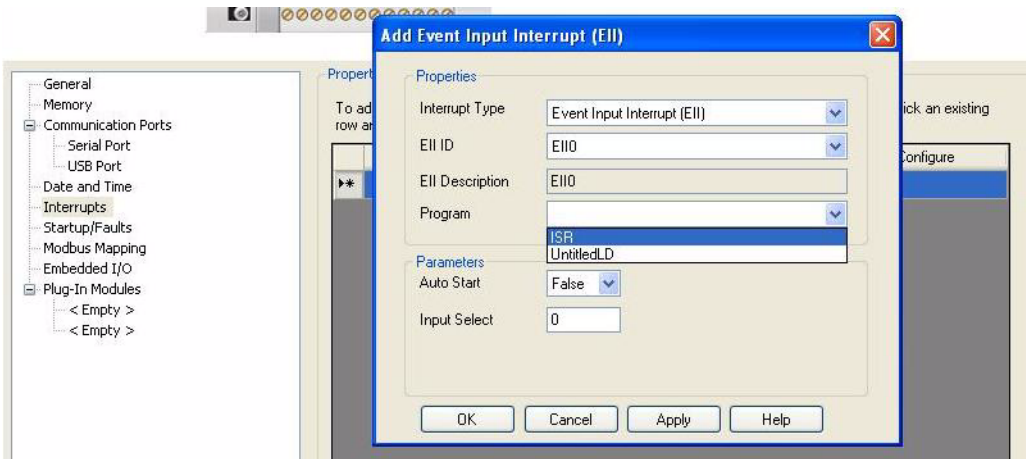 Add Event Input Interrupt (EII)
General
Memory
Communication Ports
Serial Port
USB Port
Date and Time
Interrupts
Startup/Faults
Modbus Mapping
Embedded I/O
Plug-In Modules
< Empty >
< Empty >
Propert
To ad
row ar
ick an existing
Configure
Properties
Interrupt Type
Event Input Interrupt (EII)
EII ID
EII0
EII Description
EII0
Program
ISR
UntitledLD
Parameters
Auto Start
False
Input Select
0
OK
Cancel
Apply
Help